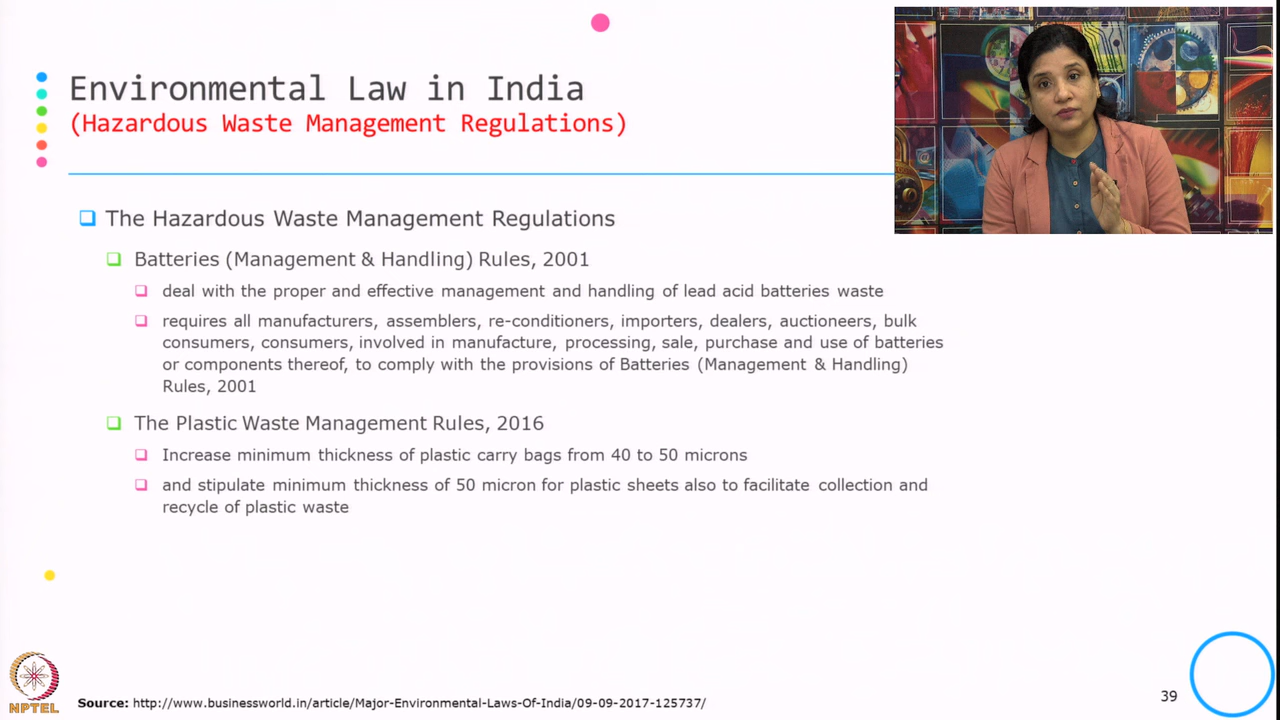 Environmental Law in India
(Hazardous Waste Management Regulations)
The Hazardous Waste Management Regulations
Batteries (Management & Handling) Rules, 2001
deal with the proper and effective management and handling of lead acid batteries waste
requires all manufacturers, assemblers, re-conditioners, importers, dealers, auctioneers, bulk
consumers, consumers, involved in manufacture, processing, sale, purchase and use of batteries
or components thereof, to comply with the provisions of Batteries (Management & Handling)
Rules, 2001
The Plastic Waste Management Rules, 2016
Increase minimum thickness of plastic carry bags from 40 to 50 microns
and stipulate minimum thickness of 50 micron for plastic sheets also to facilitate collection and
recycle of plastic waste
NPTEL
Source: http://www.businessworld.in/article/Major-Environmental-Laws-Of-India/09-09-2017-125737/
39